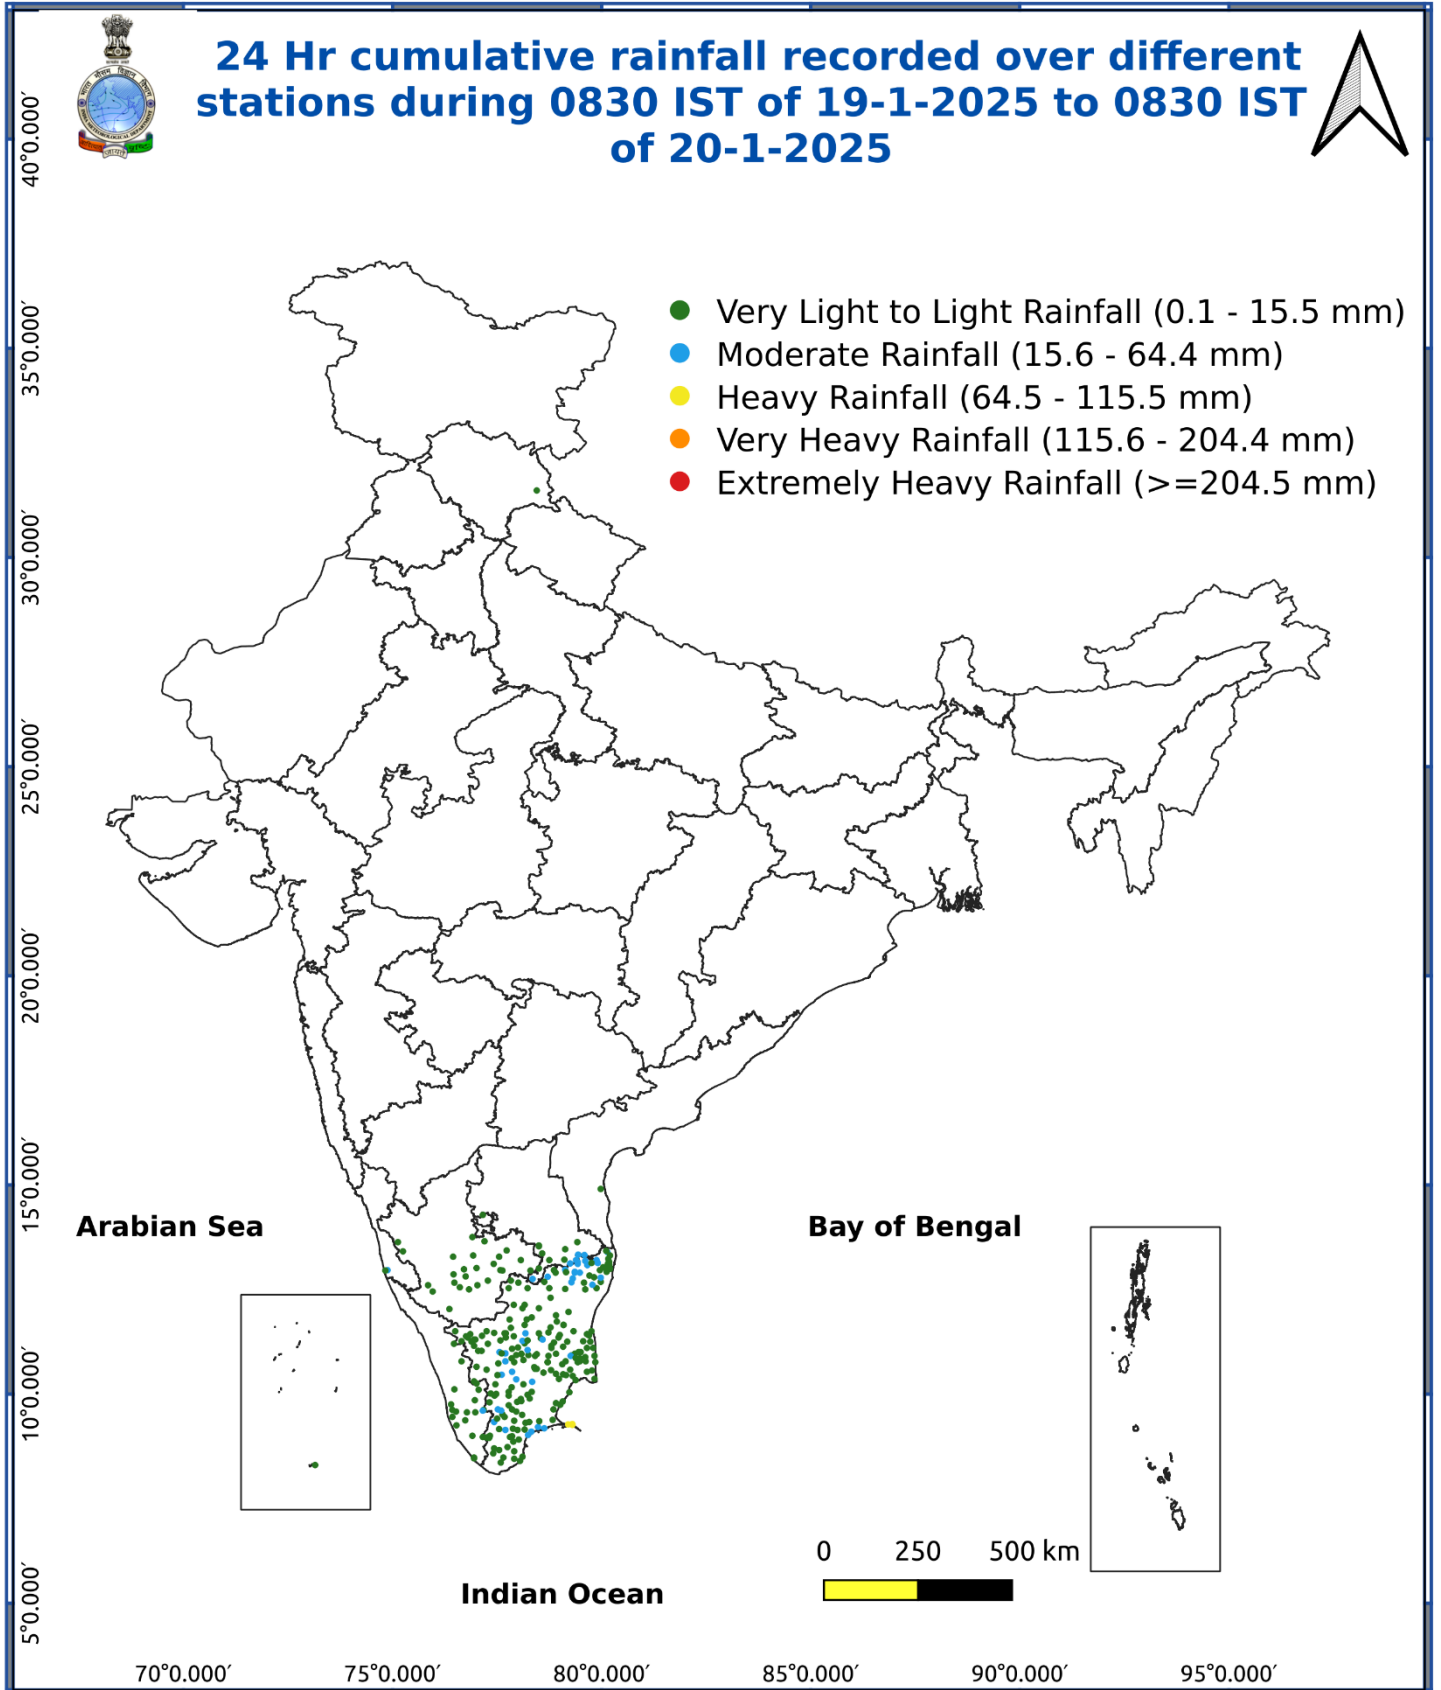 24 Hr cumulative rainfall recorded over different
stations during 0830 IST of 19-1-2025 to 0830 IST
of 20-1-2025
Very Light to Light Rainfall (0.1 - 15.5 mm)
Moderate Rainfall (15.6 - 64.4 mm)
Heavy Rainfall (64.5 - 115.5 mm)
Very Heavy Rainfall (115.6 - 204.4 mm)
Extremely Heavy Rainfall (>=204.5 mm)
40°0.000′
35°0.000′
30°0.000′
25°0.000′
20°0.000′
15°0.000′
10°0.000′
5°0.000′
Arabian Sea
Bay of Bengal
Indian Ocean
0 250 500 km
70°0.000′ 75°0.000′ 80°0.000′ 85°0.000′ 90°0.000′ 95°0.000′